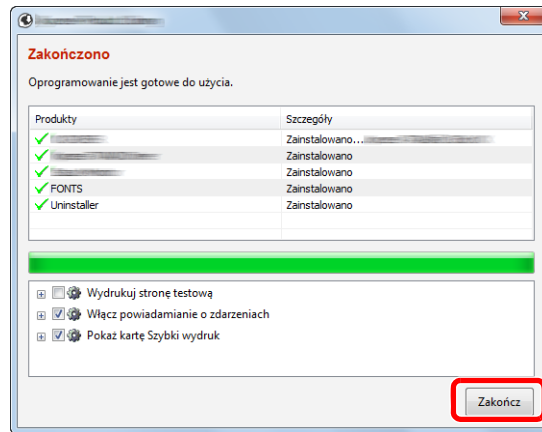 Zakończono
Oprogramowanie jest gotowe do użycia.
Produkty Szczegóły
Zainstalowano...
Zainstalowano
Zainstalowano
FONTS Zainstalowano
Uninstaller Zainstalowano
Wydrukuj stronę testową
Włącz powiadamianie o zdarzeniach
Pokaż kartę Szybki wydruk
Zakończ